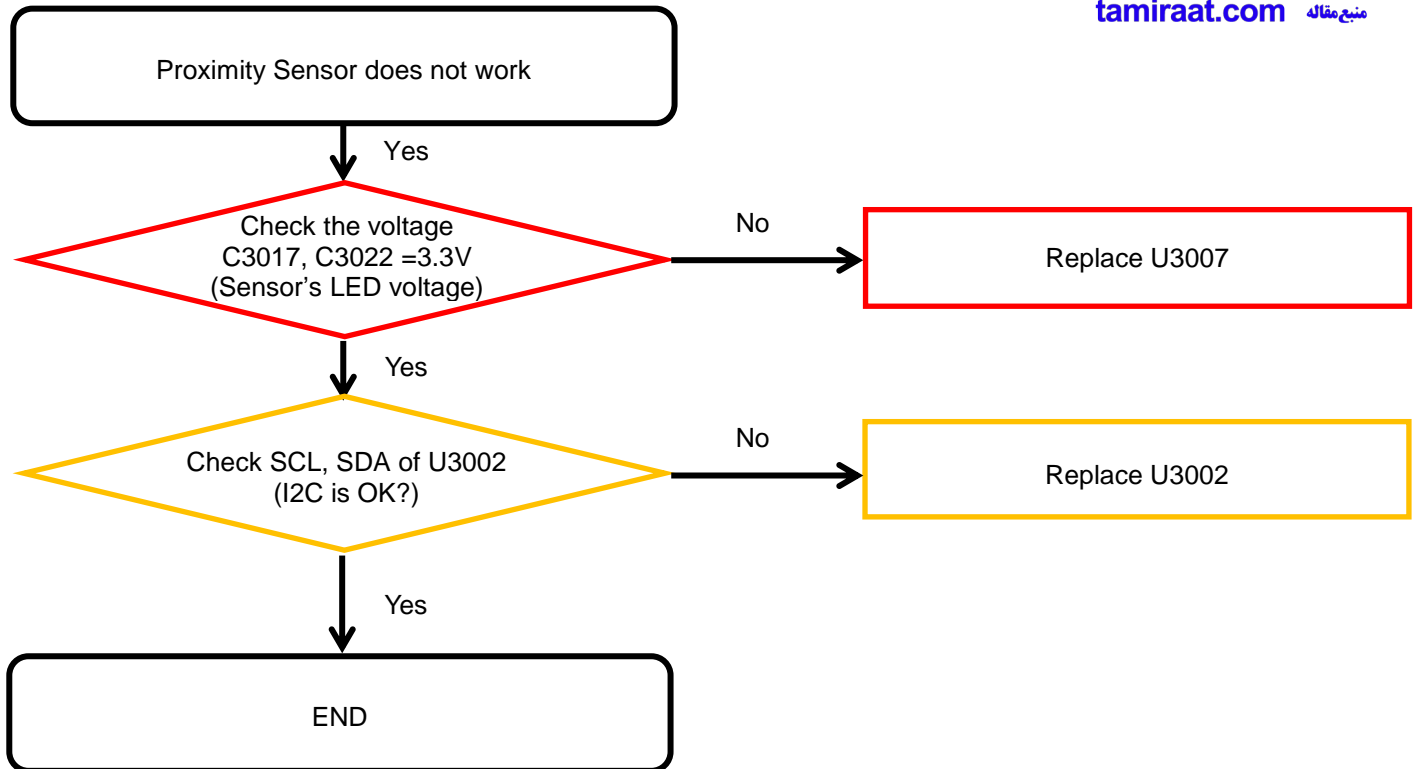 tamiraat.com منبع مقاله
Proximity Sensor does not work
Yes
Check the voltage
C3017, C3022 =3.3V
(Sensor's LED voltage)
No
Replace U3007
Yes
Check SCL, SDA of U3002
(I2C is OK?)
No
Replace U3002
Yes
END